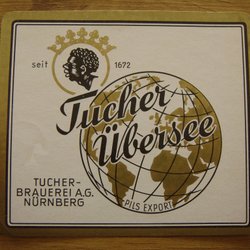 seit 1672
Tucher
Übersee
TUCHER-
BRAUEREI A.G.
NÜRNBERG
PILS EXPORT